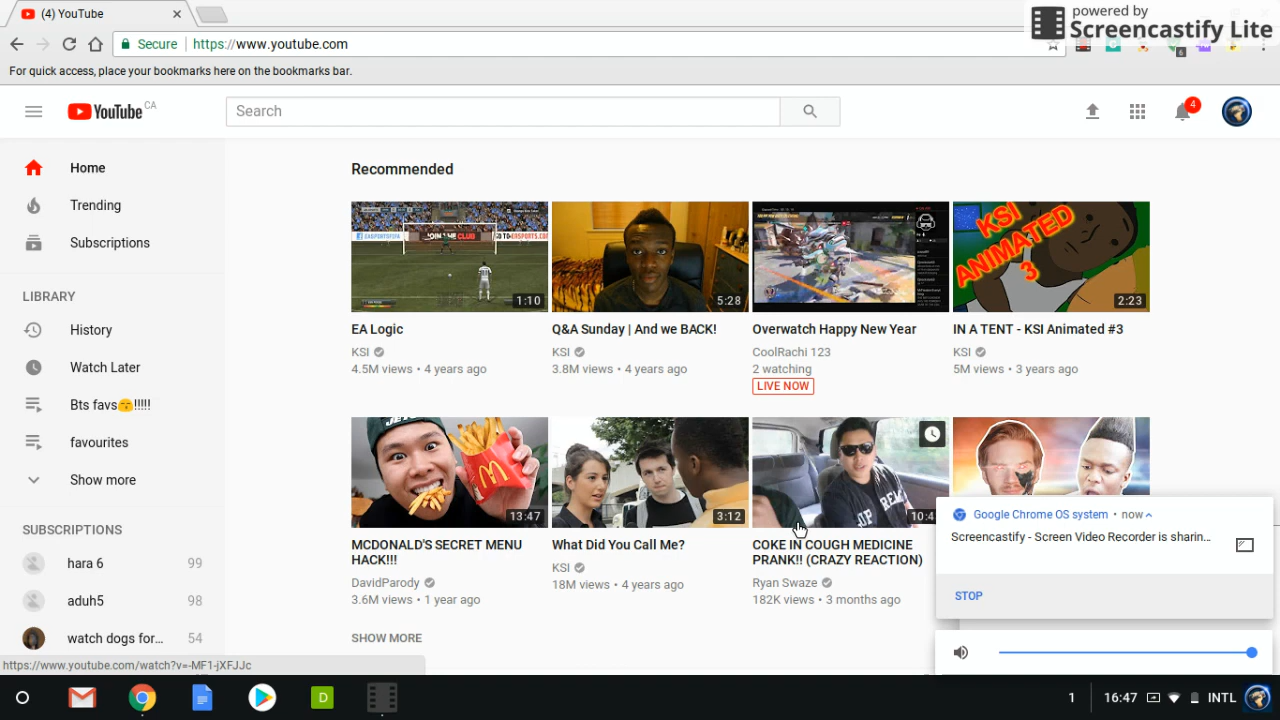 (4) YouTube
powered by
Screencastify Lite
Secure
https://www.youtube.com
6
For quick access, place your bookmarks here on the bookmarks bar.
YouTube CA
Search
4
Home
Trending
Subscriptions
LIBRARY
History
Watch Later
Bts favs😚!!!!!
favourites
Show more
SUBSCRIPTIONS
hara 6 99
aduh5 98
watch dogs for... 54
Recommended
JOIN THE CLUB
1:10
5:28
KSI
ANIMATED
3
2:23
EA Logic
KSI
4.5M views • 4 years ago
Q&A Sunday | And we BACK!
KSI
3.8M views • 4 years ago
Overwatch Happy New Year
CoolRachi 123
2 watching
LIVE NOW
IN A TENT - KSI Animated #3
KSI
5M views • 3 years ago
13:47
3:12
MCDONALD'S SECRET MENU
HACK!!!
DavidParody
3.6M views • 1 year ago
What Did You Call Me?
KSI
18M views • 4 years ago
COKE IN COUGH MEDICINE
PRANK!! (CRAZY REACTION)
Ryan Swaze
182K views • 3 months ago
SHOW MORE
Google Chrome OS system • now
Screencastify - Screen Video Recorder is sharin...
STOP
https://www.youtube.com/watch?v=-MF1-jXFJJc
D
1
16:47
INTL